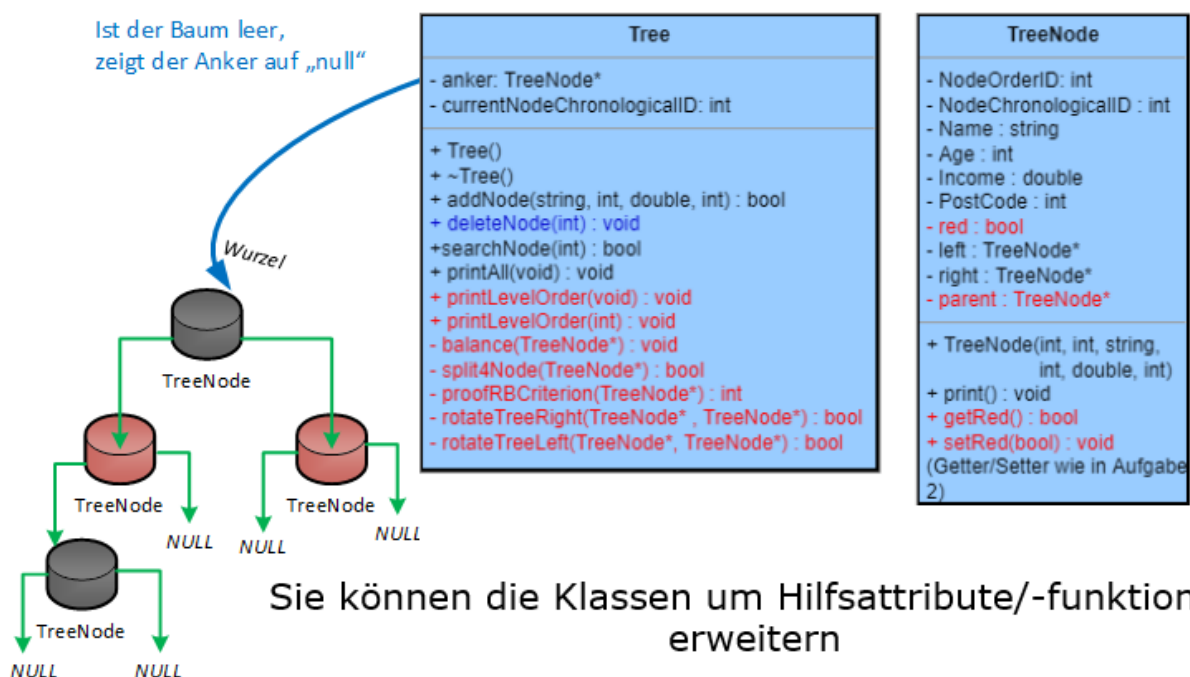 Ist der Baum leer,
zeigt der Anker auf „null“
Wurzel
TreeNode
TreeNode
TreeNode
NULL
NULL
NULL
TreeNode
NULL
NULL
Tree
- anker: TreeNode*
- currentNodeChronologicalID: int
+ Tree()
+ ~Tree()
+ addNode(string, int, double, int) : bool
+ deleteNode(int) : void
+searchNode(int) : bool
+ printAll(void) : void
+ printLevelOrder(void) : void
+ printLevelOrder(int) : void
- balance(TreeNode*) : void
- split4Node(TreeNode*) : bool
- proofRBCriterion(TreeNode*) : int
- rotateTreeRight(TreeNode* , TreeNode*) : bool
- rotateTreeLeft(TreeNode*, TreeNode*) : bool
TreeNode
- NodeOrderID: int
- NodeChronologicalID : int
- Name : string
- Age : int
- Income : double
- PostCode : int
- red : bool
- left : TreeNode*
- right : TreeNode*
- parent : TreeNode*
+ TreeNode(int, int, string,
int, double, int)
+ print() : void
+ getRed() : bool
+ setRed(bool) : void
(Getter/Setter wie in Aufgabe
2)
Sie können die Klassen um Hilfsattribute/-funktion
erweitern